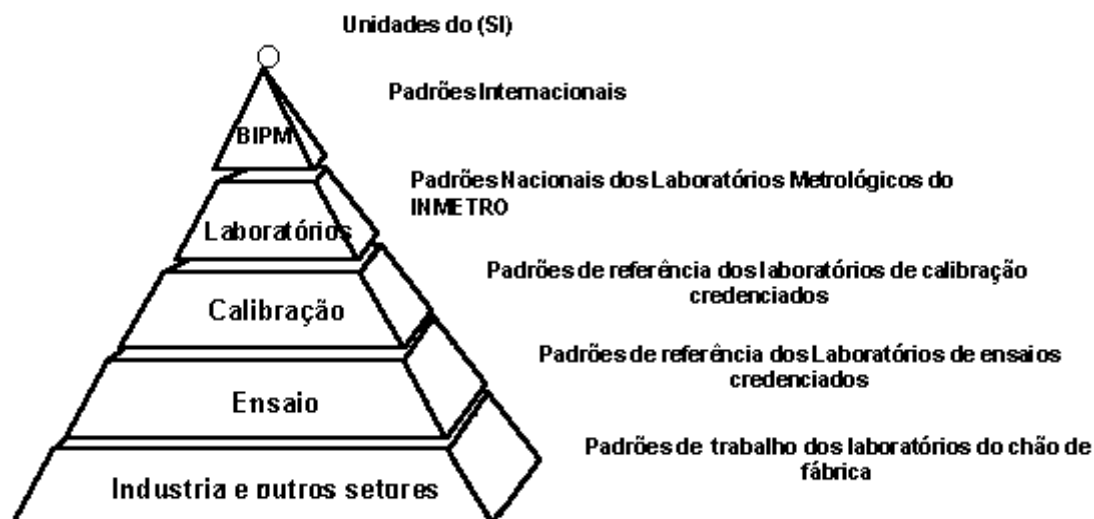 Unidades do (SI)
Padrões Internacionais
BIPM
Padrões Nacionais dos Laboratórios Metrológicos do
INMETRO
Laboratórios
Padrões de referência dos laboratórios de calibração
credenciados
Calibração
Padrões de referência dos Laboratórios de ensaios
credenciados
Ensaio
Padrões de trabalho dos laboratórios do chão de
fábrica
Industria e outros setores